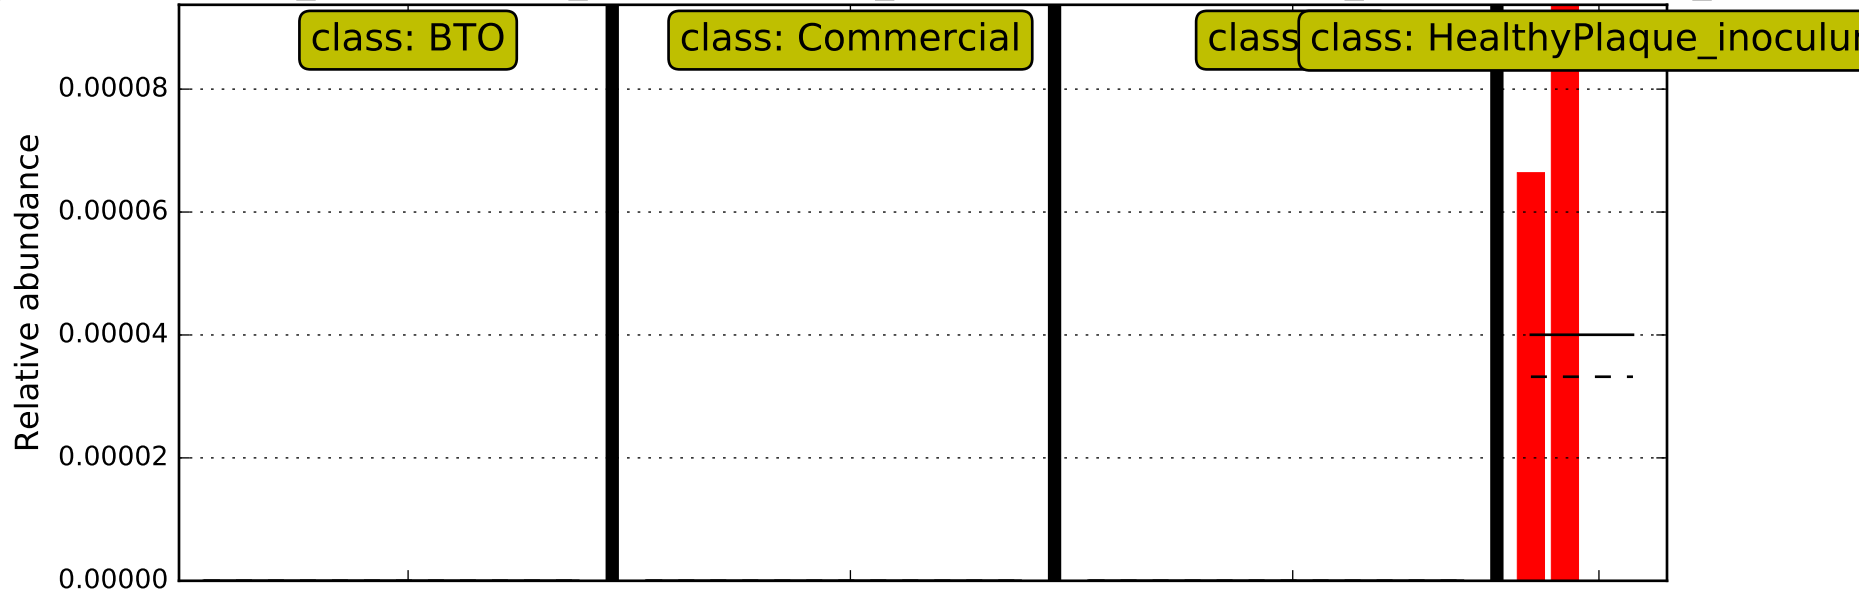 class: BTO
class: Commercial
class
class: HealthyPlaque_inoculu
0.00008
0.00006
0.00004
0.00002
0.00000
Relative abundance